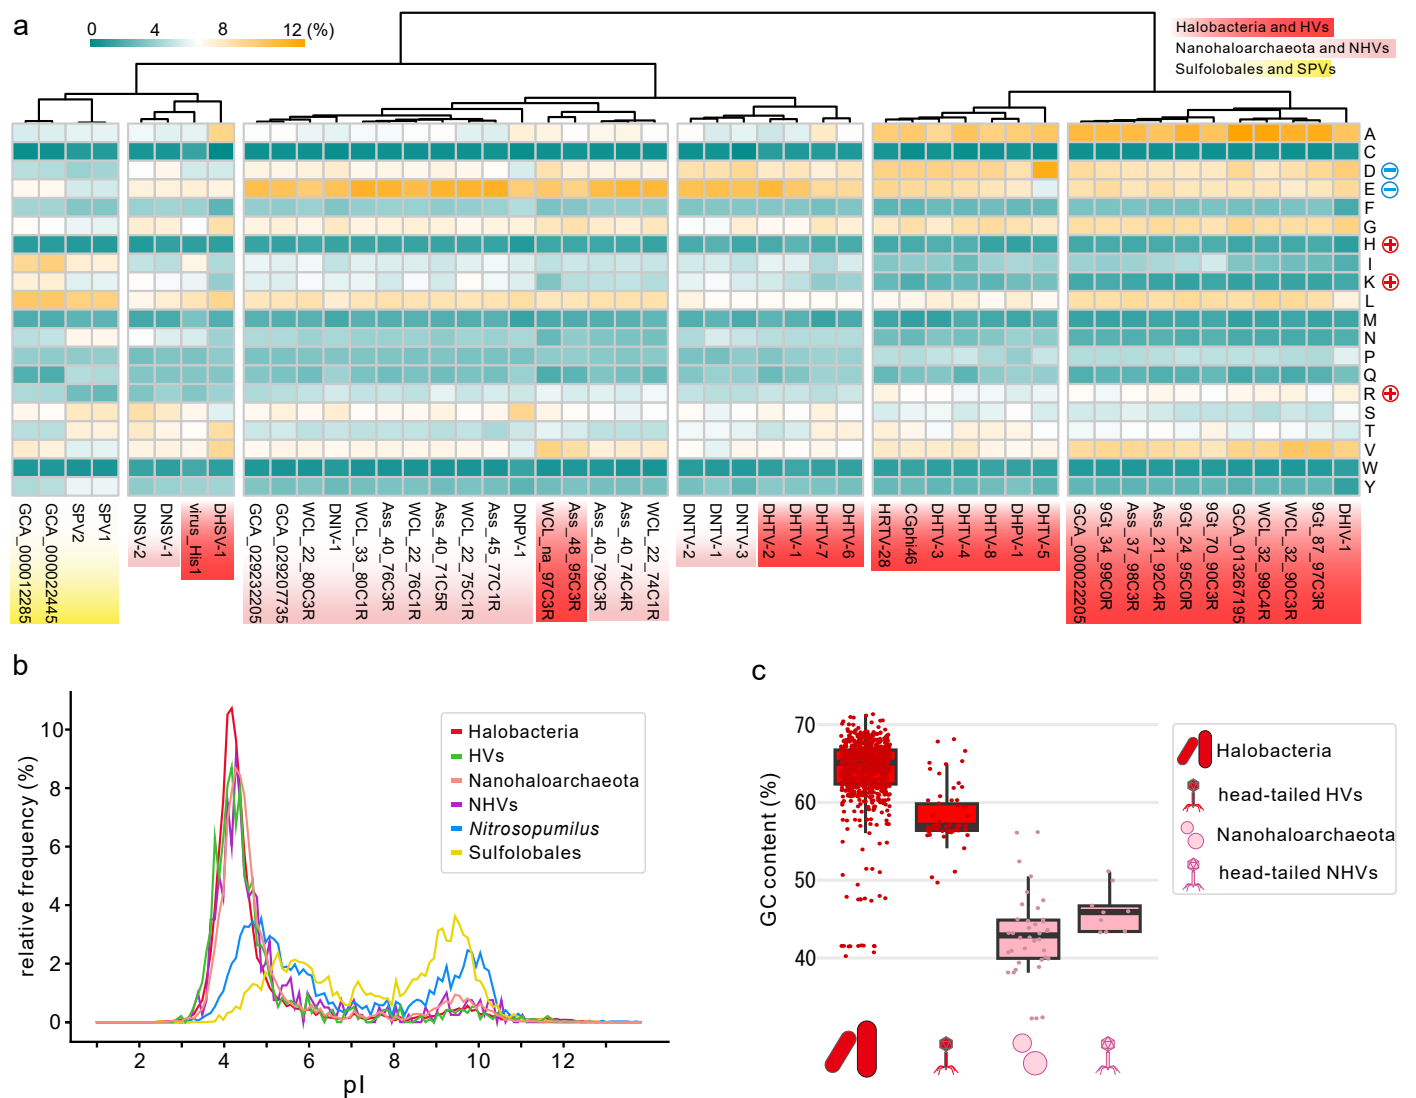 a
0 4 8 12 (%)
Halobacteria and HVs
Nanohaloarchaeota and NHVs
Sulfolobales and SPVs
A
C
D −
E −
F
G
H +
I
K +
L
M
N
P
Q
R +
S
T
V
W
Y
GCA_000012285
GCA_000022445
SPV2
SPV1
DNSV-2
DNSV-1
virus_His1
DHSV-1
GCA_029232205
GCA_029207735
WCL_22_80C3R
DNIV-1
WCL_33_80C1R
Ass_40_76C3R
WCL_22_76C1R
Ass_40_71C5R
WCL_22_75C1R
Ass_45_77C1R
DNPV-1
WCL_na_97C3R
Ass_48_95C3R
Ass_40_79C3R
Ass_40_74C4R
WCL_22_74C1R
DNTV-2
DNTV-1
DNTV-3
DHTV-2
DHTV-1
DHTV-7
DHTV-6
HRTV-28
CGphi46
DHTV-3
DHTV-4
DHTV-8
DHPV-1
DHTV-5
GCA_000022205
9Gt_34_99C0R
Ass_37_98C3R
Ass_21_92C4R
9Gt_24_95C0R
9Gt_70_90C3R
GCA_013267195
WCL_32_99C4R
WCL_32_90C3R
9Gt_87_97C3R
DHIV-1
b
relative frequency (%)
10
8
6
4
2
0
2 4 6 8 10 12
pI
Halobacteria
HVs
Nanohaloarchaeota
NHVs
Nitrosopumilus
Sulfolobales
c
GC content (%)
70
60
50
40
Halobacteria
head-tailed HVs
Nanohaloarchaeota
head-tailed NHVs